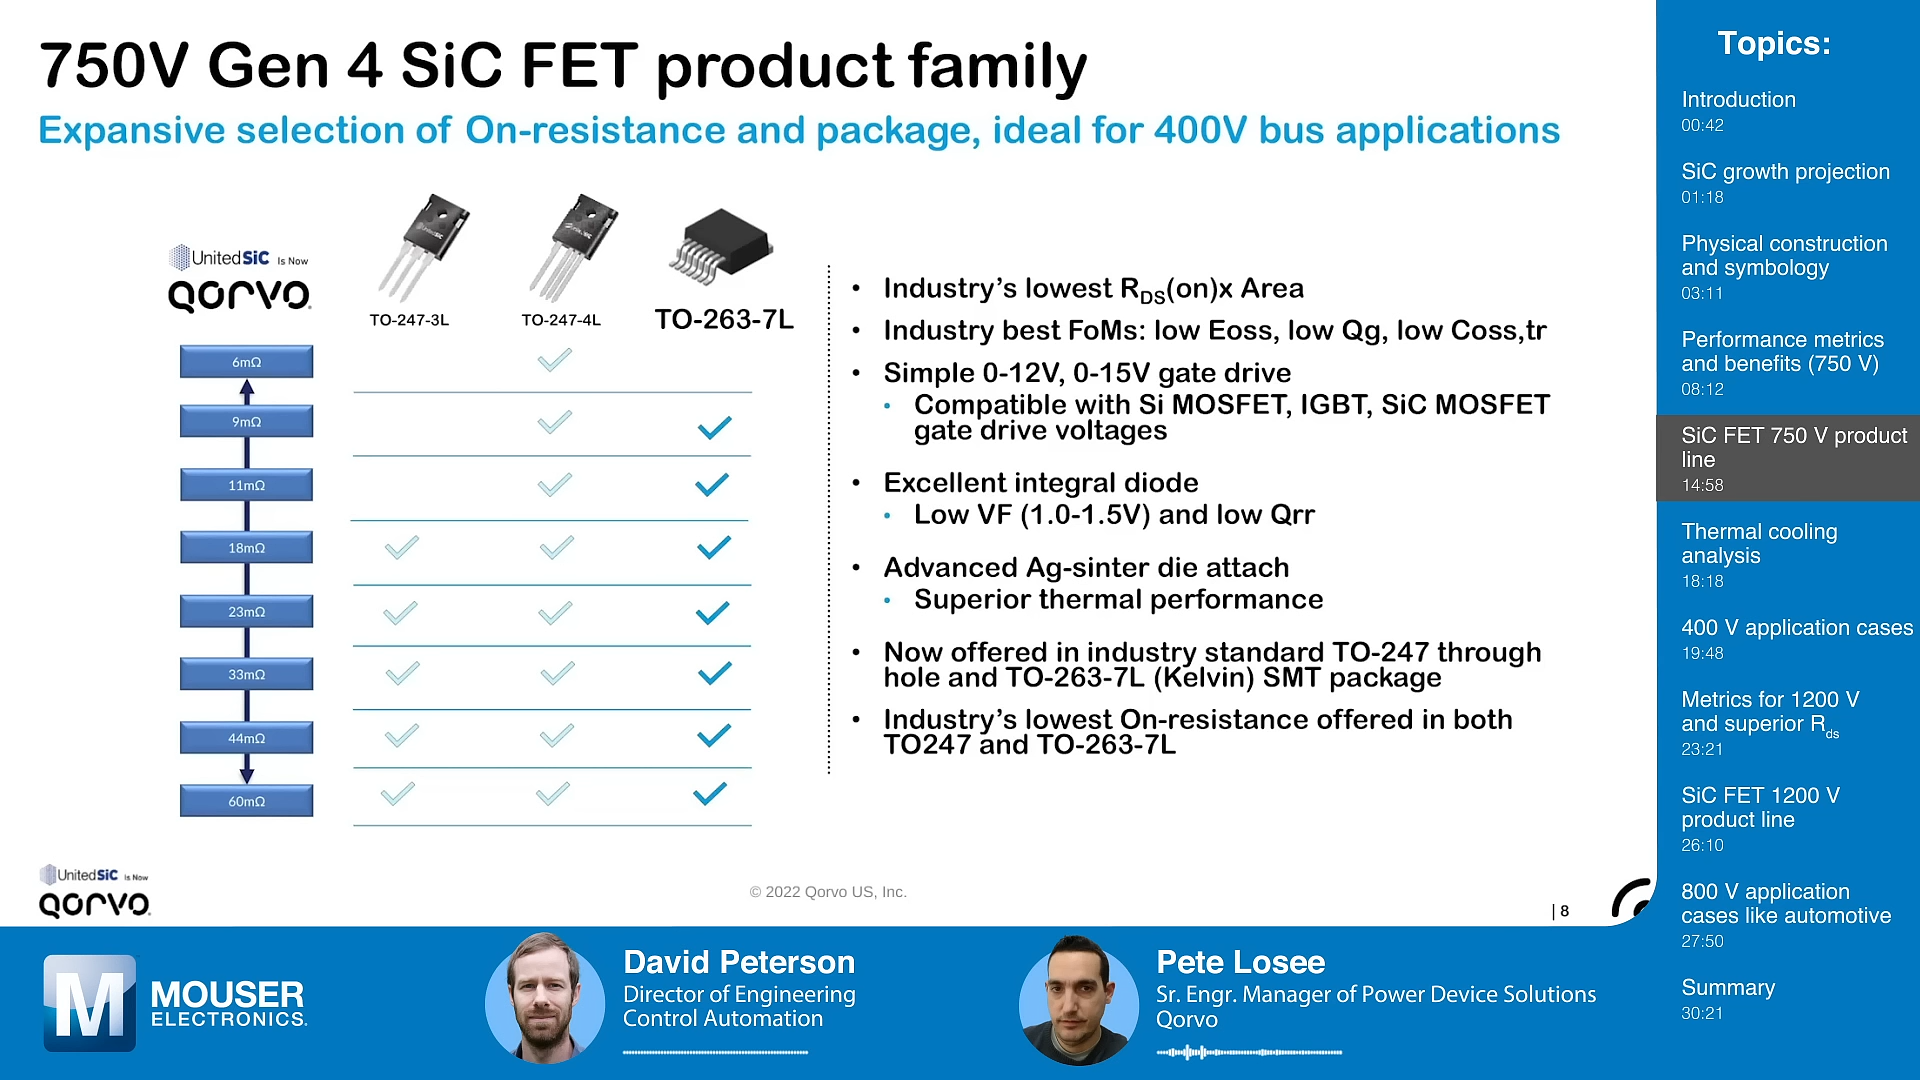 750V Gen 4 SiC FET product family
Expansive selection of On-resistance and package, ideal for 400V bus applications
UnitedSiC Is Now
QORVO
TO-247-3L
TO-247-4L
TO-263-7L
6mΩ
9mΩ
11mΩ
18mΩ
23mΩ
33mΩ
44mΩ
60mΩ
• Industry's lowest RDS(on)x Area
• Industry best FoMs: low Eoss, low Qg, low Coss,tr
• Simple 0-12V, 0-15V gate drive
• Compatible with Si MOSFET, IGBT, SiC MOSFET
gate drive voltages
• Excellent integral diode
• Low VF (1.0-1.5V) and low Qrr
• Advanced Ag-sinter die attach
• Superior thermal performance
• Now offered in industry standard TO-247 through
hole and TO-263-7L (Kelvin) SMT package
• Industry's lowest On-resistance offered in both
TO247 and TO-263-7L
UnitedSiC Is Now
QORVO
© 2022 Qorvo US, Inc.
| 8
Topics:
Introduction
00:42
SiC growth projection
01:18
Physical construction
and symbology
03:11
Performance metrics
and benefits (750 V)
08:12
SiC FET 750 V product
line
14:58
Thermal cooling
analysis
18:18
400 V application cases
19:48
Metrics for 1200 V
and superior Rds
23:21
SiC FET 1200 V
product line
26:10
800 V application
cases like automotive
27:50
Summary
30:21
M
MOUSER
ELECTRONICS.
David Peterson
Director of Engineering
Control Automation
Pete Losee
Sr. Engr. Manager of Power Device Solutions
Qorvo